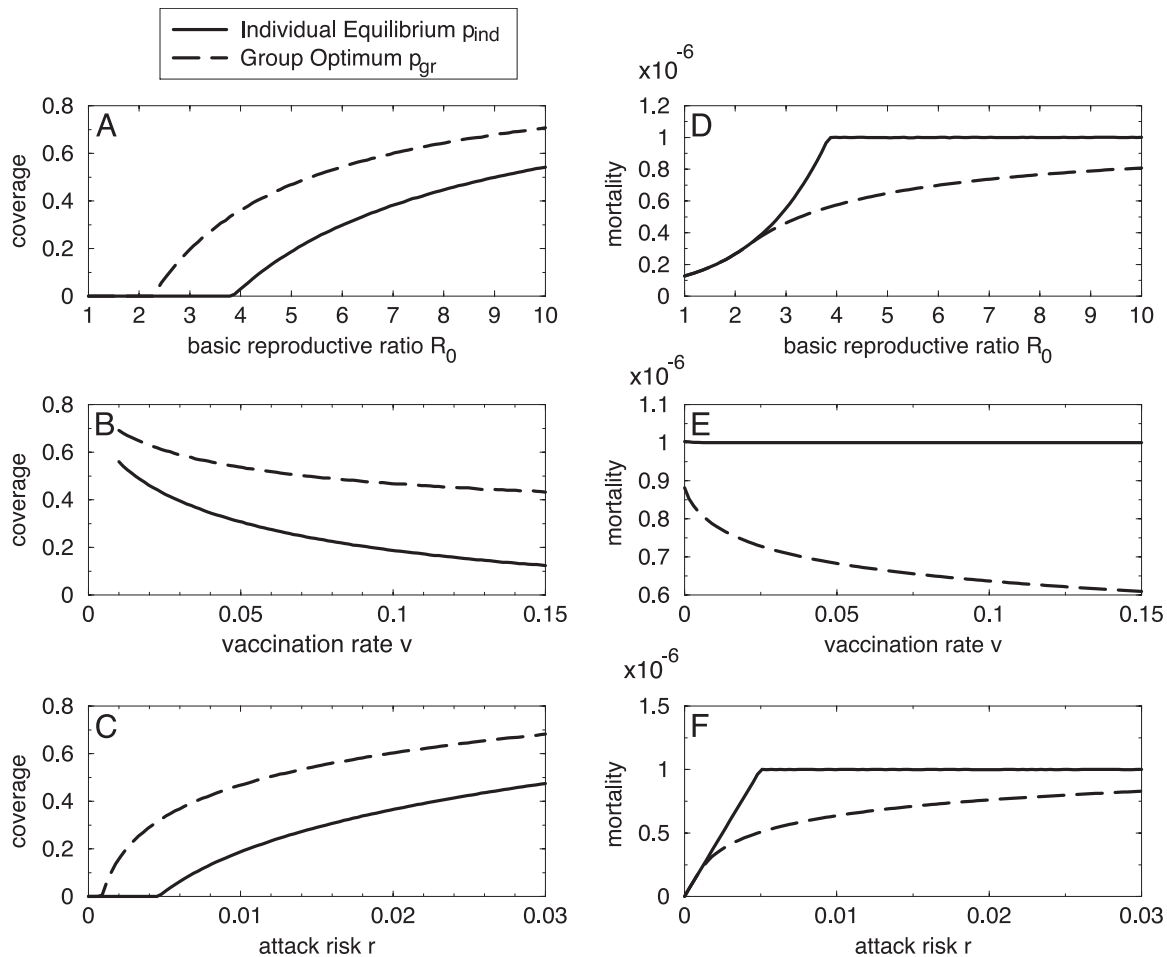 Individual Equilibrium p_ind
Group Optimum p_gr
A
coverage
0.8
0.6
0.4
0.2
0
1 2 3 4 5 6 7 8 9 10
basic reproductive ratio R_0
x10^-6
D
mortality
1.2
1
0.8
0.6
0.4
0.2
0
1 2 3 4 5 6 7 8 9 10
basic reproductive ratio R_0
B
coverage
0.8
0.6
0.4
0.2
0
0 0.05 0.1 0.15
vaccination rate v
x10^-6
E
mortality
1.1
1
0.9
0.8
0.7
0.6
0 0.05 0.1 0.15
vaccination rate v
C
coverage
0.8
0.6
0.4
0.2
0
0 0.01 0.02 0.03
attack risk r
x10^-6
F
mortality
1.5
1
0.5
0
0 0.01 0.02 0.03
attack risk r